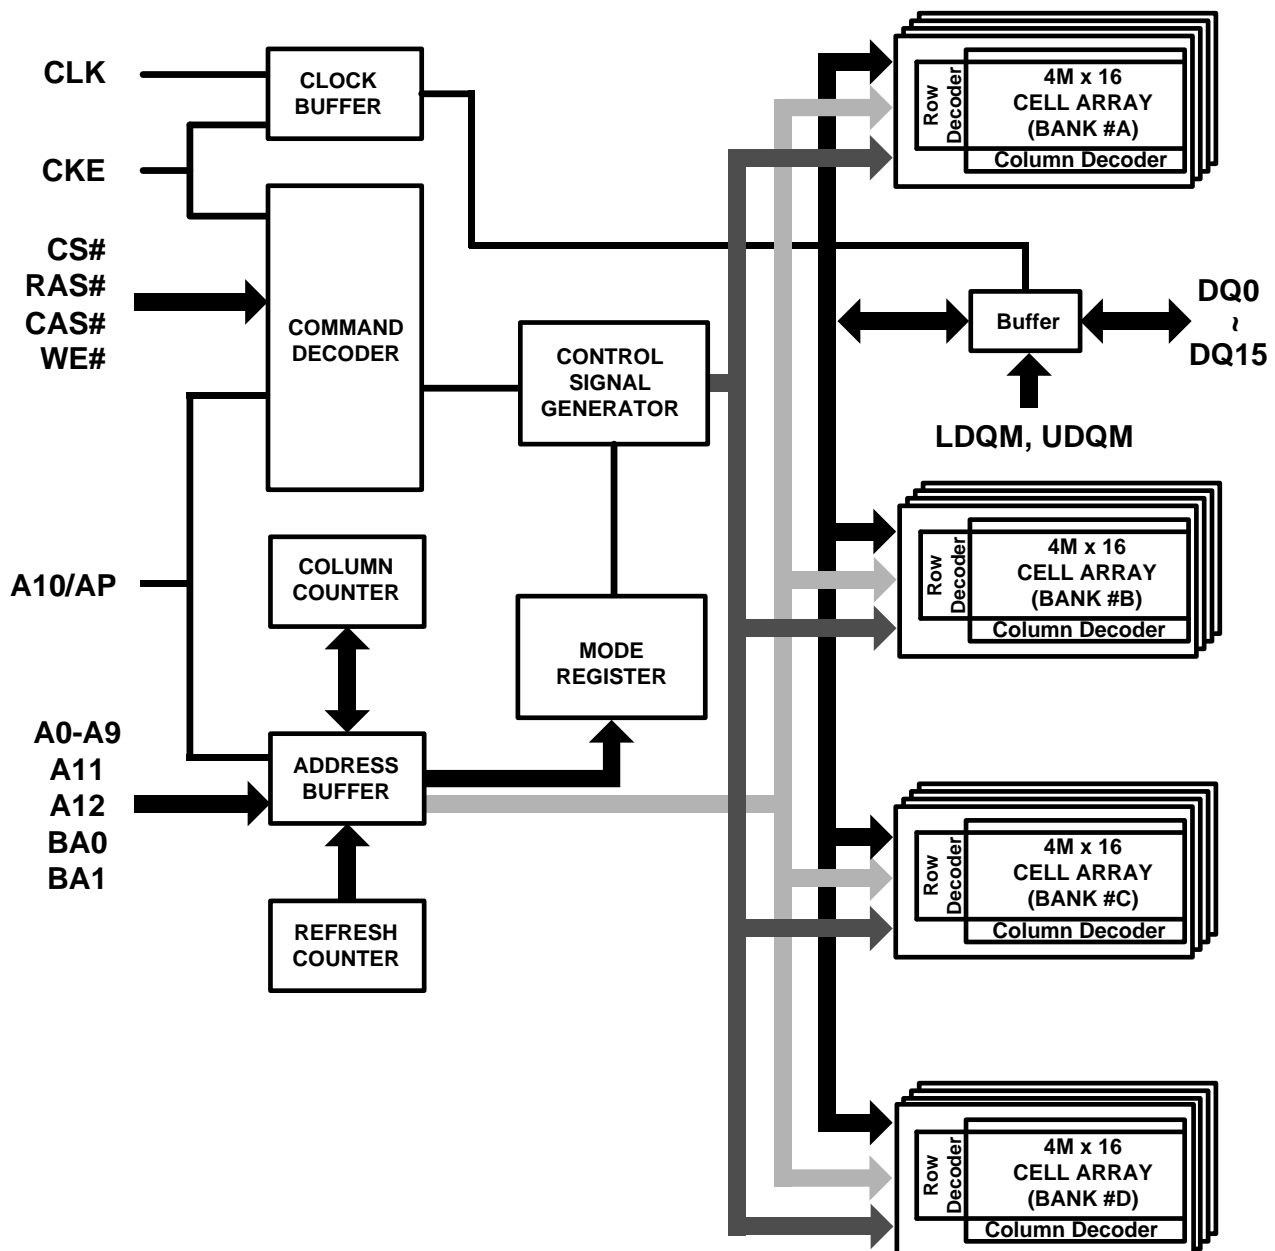 CLK
CKE
CS#
RAS#
CAS#
WE#
A10/AP
A0-A9
A11
A12
BA0
BA1
CLOCK
BUFFER
COMMAND
DECODER
COLUMN
COUNTER
ADDRESS
BUFFER
REFRESH
COUNTER
CONTROL
SIGNAL
GENERATOR
MODE
REGISTER
Row
Decoder
4M x 16
CELL ARRAY
(BANK #A)
Column Decoder
Buffer
DQ0
~
DQ15
LDQM, UDQM
Row
Decoder
4M x 16
CELL ARRAY
(BANK #B)
Column Decoder
Row
Decoder
4M x 16
CELL ARRAY
(BANK #C)
Column Decoder
Row
Decoder
4M x 16
CELL ARRAY
(BANK #D)
Column Decoder